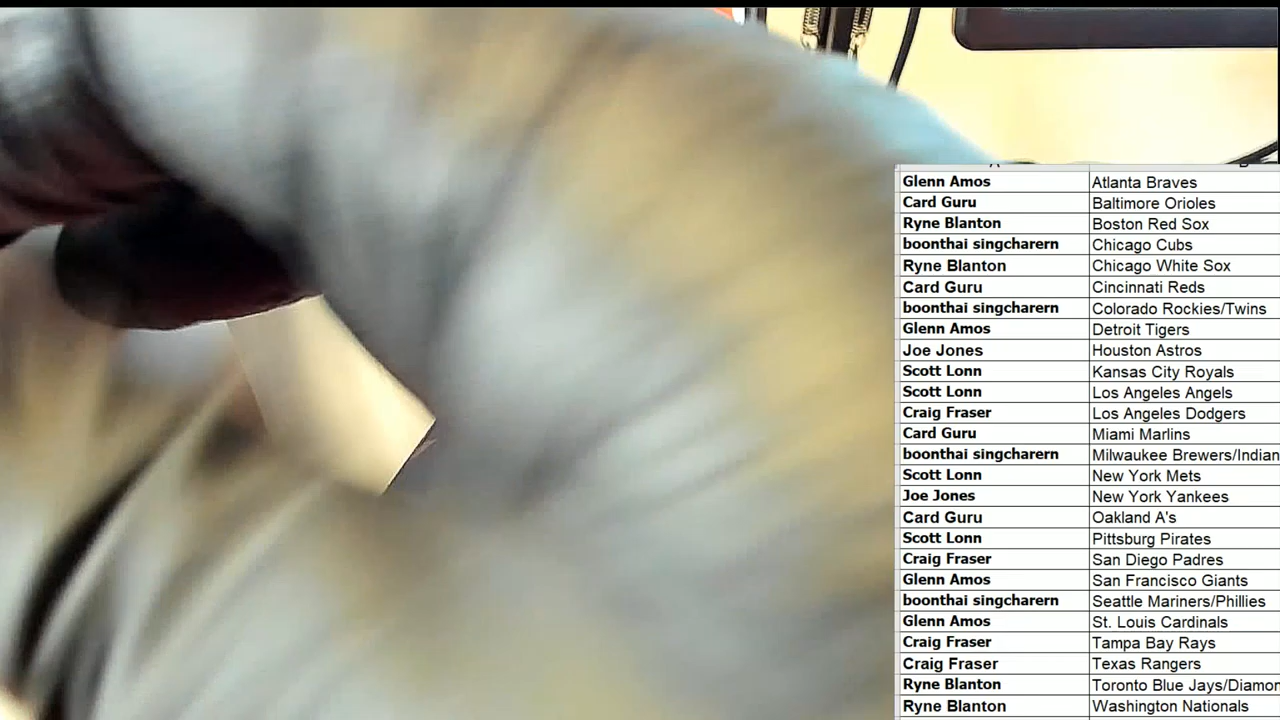 Glenn Amos Atlanta Braves
Card Guru Baltimore Orioles
Ryne Blanton Boston Red Sox
boonthai singcharern Chicago Cubs
Ryne Blanton Chicago White Sox
Card Guru Cincinnati Reds
boonthai singcharern Colorado Rockies/Twins
Glenn Amos Detroit Tigers
Joe Jones Houston Astros
Scott Lonn Kansas City Royals
Scott Lonn Los Angeles Angels
Craig Fraser Los Angeles Dodgers
Card Guru Miami Marlins
boonthai singcharern Milwaukee Brewers/Indian
Scott Lonn New York Mets
Joe Jones New York Yankees
Card Guru Oakland A's
Scott Lonn Pittsburg Pirates
Craig Fraser San Diego Padres
Glenn Amos San Francisco Giants
boonthai singcharern Seattle Mariners/Phillies
Glenn Amos St. Louis Cardinals
Craig Fraser Tampa Bay Rays
Craig Fraser Texas Rangers
Ryne Blanton Toronto Blue Jays/Diamon
Ryne Blanton Washington Nationals